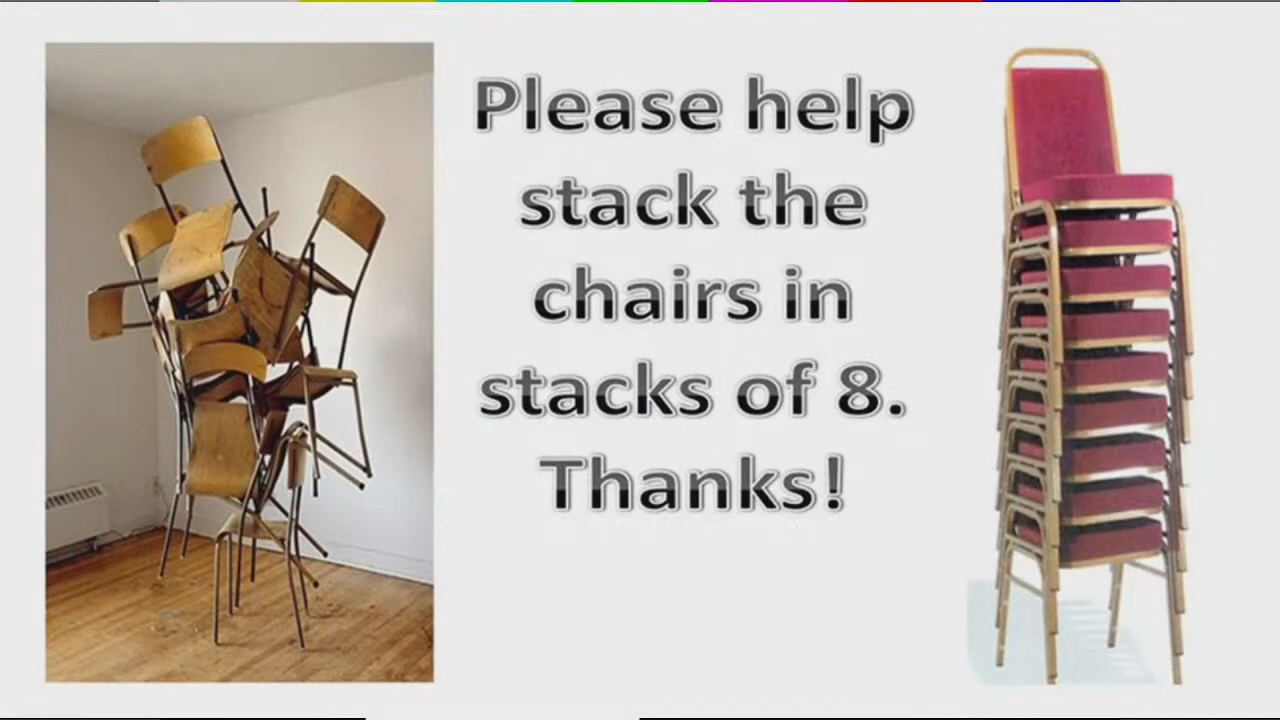 Please help
stack the
chairs in
stacks of 8.
Thanks!